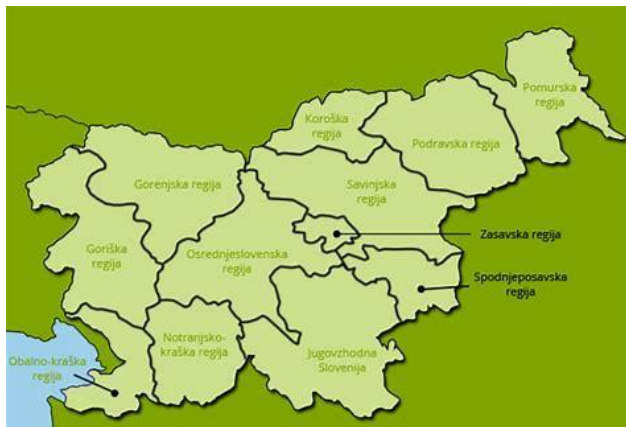 Pomurska
regija
Koroška
regija
Podravska regija
Gorenjska regija
Savinjska
regija
Zasavska regija
Goriška
regija
Osrednjeslovenska
regija
Spodnjeposavska
regija
Notranjsko-
kraška regija
Jugovzhodna
Slovenija
Obalno-kraška
regija